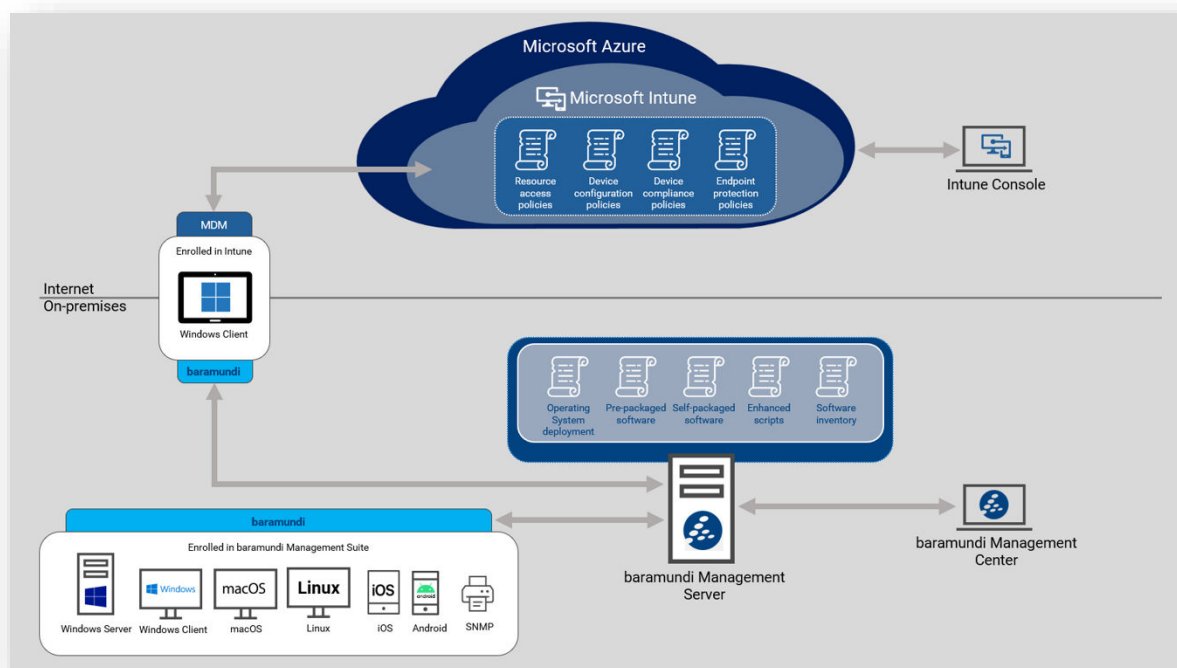 Microsoft Azure
Microsoft Intune
Resource
access
policies
Device
configuration
policies
Device
compliance
policies
Endpoint
protection
policies
Intune Console
MDM
Enrolled in Intune
Windows Client
baramundi
Internet
On-premises
Operating
System
deployment
Pre-packaged
software
Self-packaged
software
Enhanced
scripts
Software
inventory
baramundi
Enrolled in baramundi Management Suite
Windows
macOS
Linux
iOS
android
Windows Server
Windows Client
macOS
Linux
iOS
Android
SNMP
baramundi Management
Server
baramundi Management
Center